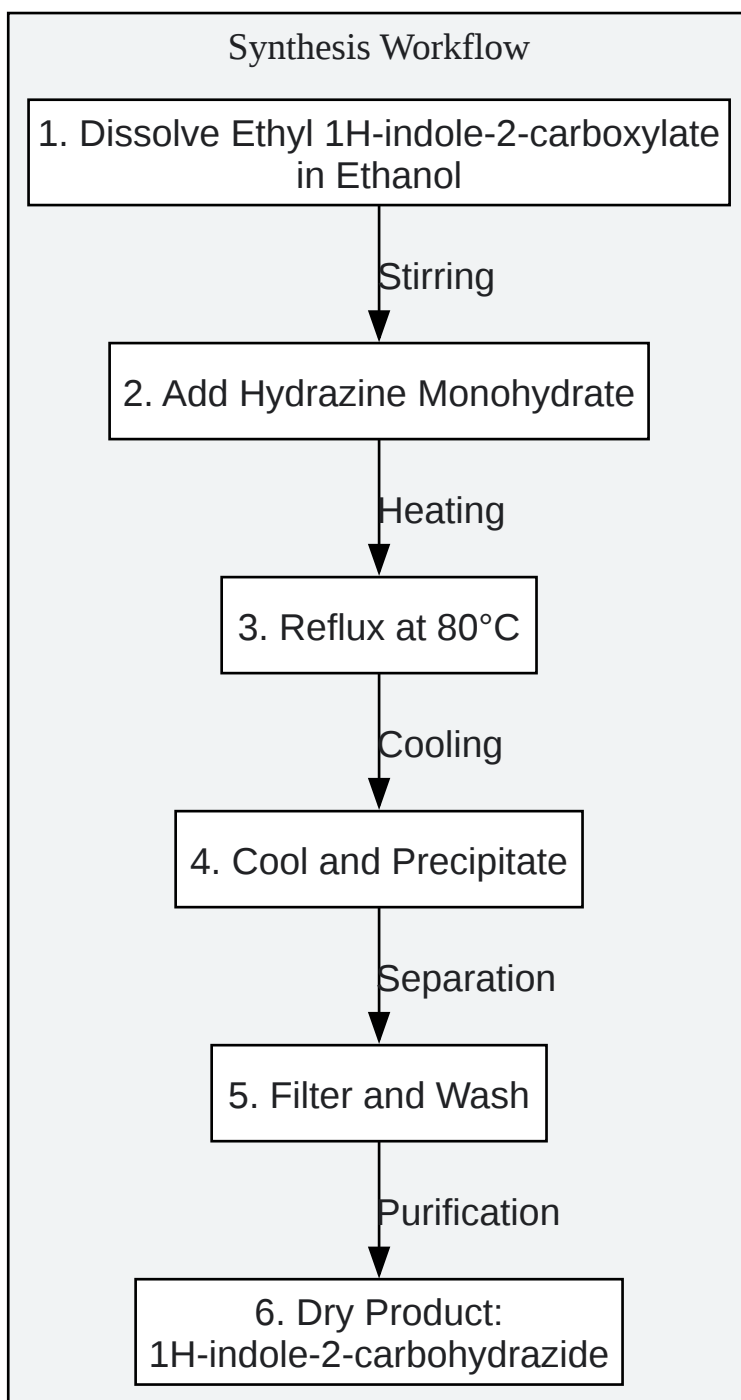 Synthesis Workflow
1. Dissolve Ethyl 1H-indole-2-carboxylate
in Ethanol
Stirring
2. Add Hydrazine Monohydrate
Heating
3. Reflux at 80°C
Cooling
4. Cool and Precipitate
Separation
5. Filter and Wash
Purification
6. Dry Product:
1H-indole-2-carbohydrazide